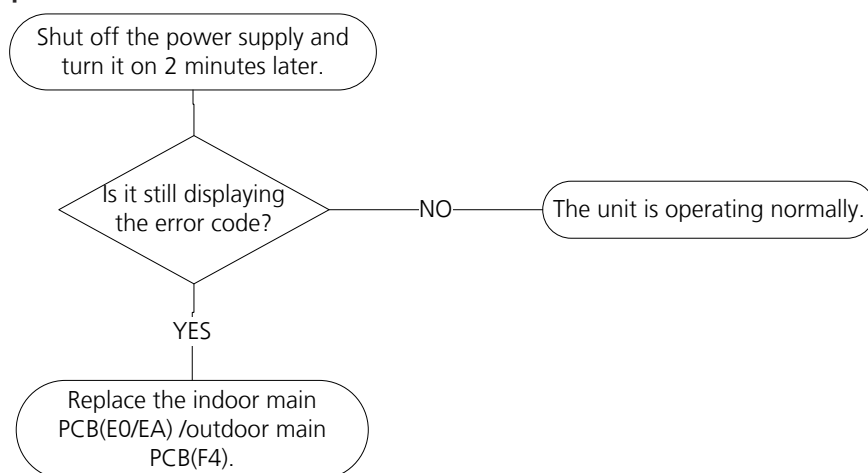 Shut off the power supply and
turn it on 2 minutes later.
Is it still displaying
the error code?
NO
The unit is operating normally.
YES
Replace the indoor main
PCB(E0/EA) /outdoor main
PCB(F4).